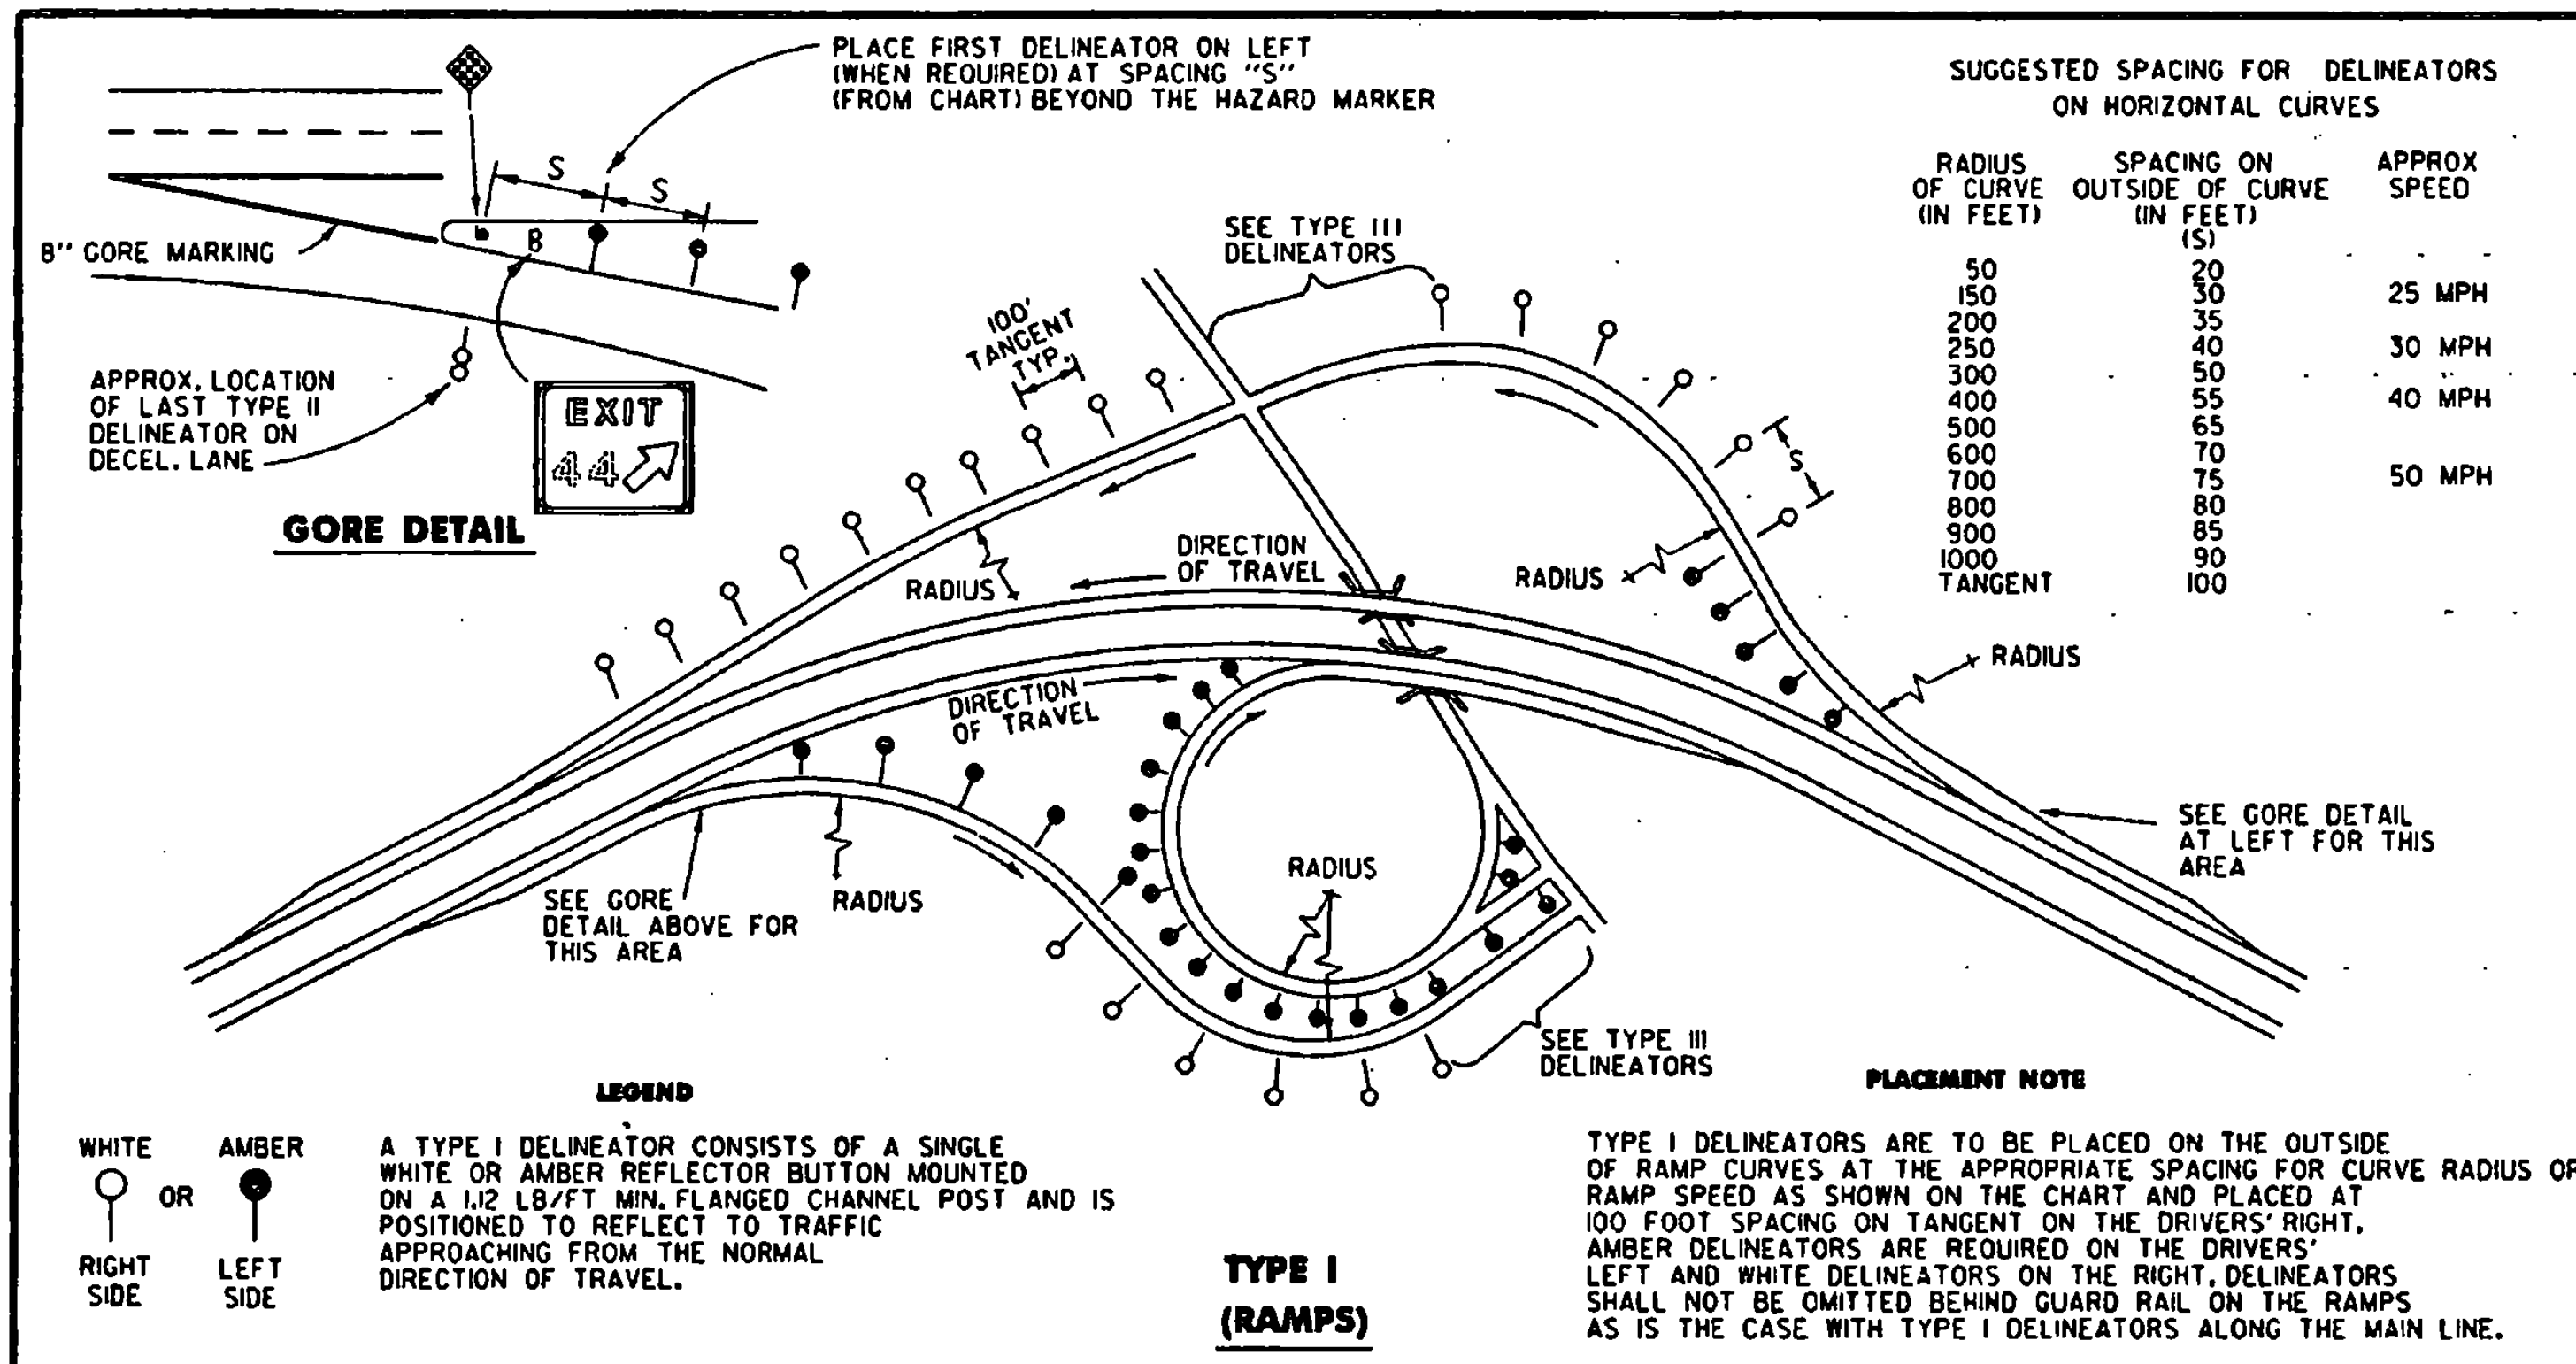 PLACE FIRST DELINEATOR ON LEFT
(WHEN REQUIRED) AT SPACING "S"
(FROM CHART) BEYOND THE HAZARD MARKER
S
S
B
8" GORE MARKING
APPROX. LOCATION
OF LAST TYPE II
DELINEATOR ON
DECEL. LANE
EXIT
44
GORE DETAIL
SUGGESTED SPACING FOR DELINEATORS
ON HORIZONTAL CURVES
RADIUS OF CURVE (IN FEET) SPACING ON OUTSIDE OF CURVE (IN FEET) (S) APPROX SPEED
50 20
150 30 25 MPH
200 35
250 40 30 MPH
300 50
400 55 40 MPH
500 65
600 70
700 75 50 MPH
800 80
900 85
1000 90
TANGENT 100
SEE TYPE III
DELINEATORS
100'
TANGENT
TYP.
S
RADIUS
DIRECTION
OF TRAVEL
RADIUS
RADIUS
DIRECTION
OF TRAVEL
SEE GORE DETAIL
AT LEFT FOR THIS
AREA
RADIUS
SEE GORE
DETAIL ABOVE FOR
THIS AREA
RADIUS
SEE TYPE III
DELINEATORS
LEGEND
WHITE OR AMBER
RIGHT SIDE
LEFT SIDE
A TYPE I DELINEATOR CONSISTS OF A SINGLE
WHITE OR AMBER REFLECTOR BUTTON MOUNTED
ON A 1.12 LB/FT MIN. FLANGED CHANNEL POST AND IS
POSITIONED TO REFLECT TO TRAFFIC
APPROACHING FROM THE NORMAL
DIRECTION OF TRAVEL.
TYPE I
(RAMPS)
PLACEMENT NOTE
TYPE I DELINEATORS ARE TO BE PLACED ON THE OUTSIDE
OF RAMP CURVES AT THE APPROPRIATE SPACING FOR CURVE RADIUS OR
RAMP SPEED AS SHOWN ON THE CHART AND PLACED AT
100 FOOT SPACING ON TANGENT ON THE DRIVERS' RIGHT.
AMBER DELINEATORS ARE REQUIRED ON THE DRIVERS'
LEFT AND WHITE DELINEATORS ON THE RIGHT. DELINEATORS
SHALL NOT BE OMITTED BEHIND GUARD RAIL ON THE RAMPS
AS IS THE CASE WITH TYPE I DELINEATORS ALONG THE MAIN LINE.